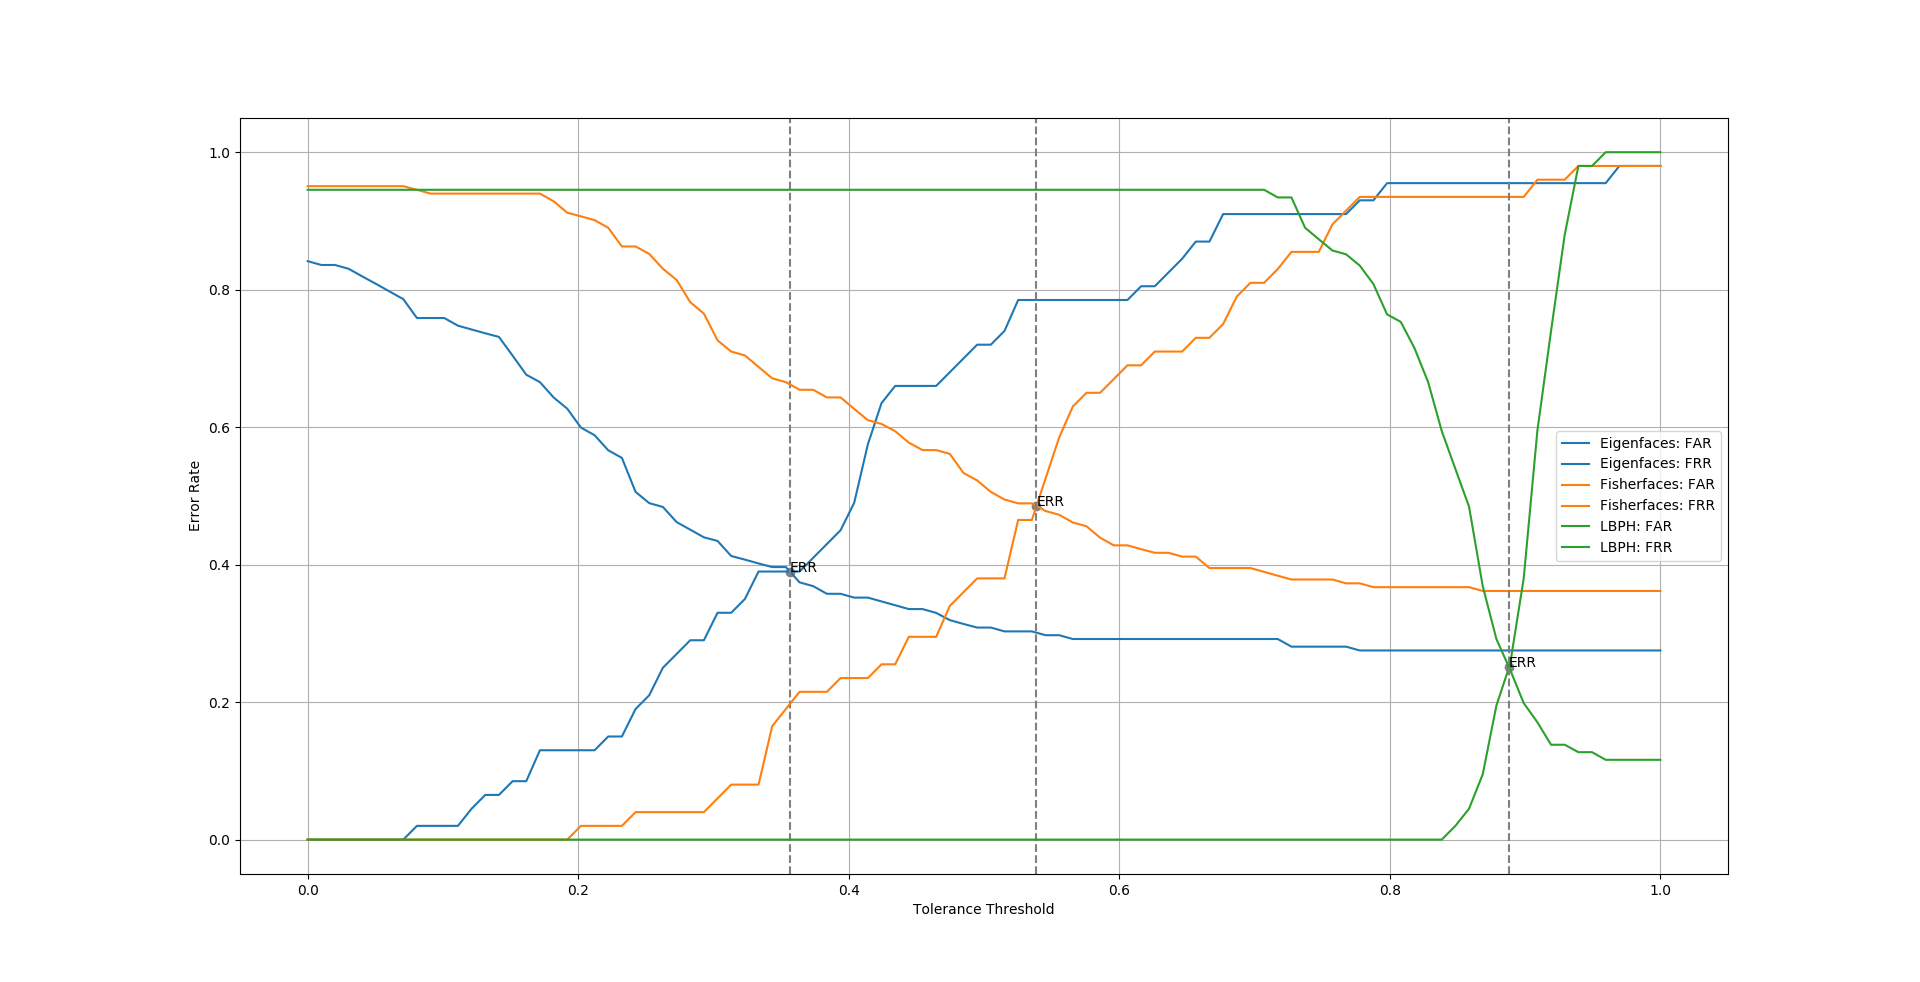 1.0
0.8
0.6
0.4
0.2
0.0
Error Rate
ERR
ERR
ERR
Eigenfaces: FAR
Eigenfaces: FRR
Fisherfaces: FAR
Fisherfaces: FRR
LBPH: FAR
LBPH: FRR
0.0 0.2 0.4 0.6 0.8 1.0
Tolerance Threshold